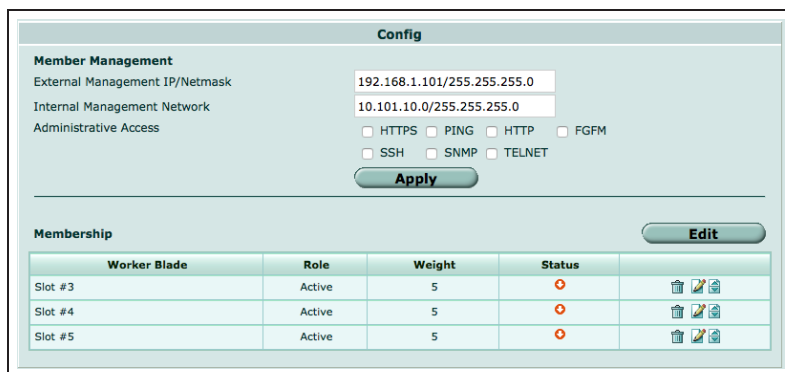 Config
Member Management
External Management IP/Netmask 192.168.1.101/255.255.255.0
Internal Management Network 10.101.10.0/255.255.255.0
Administrative Access HTTPS PING HTTP FGFM
SSH SNMP TELNET
Apply
Membership Edit
Worker Blade Role Weight Status
Slot #3 Active 5
Slot #4 Active 5
Slot #5 Active 5